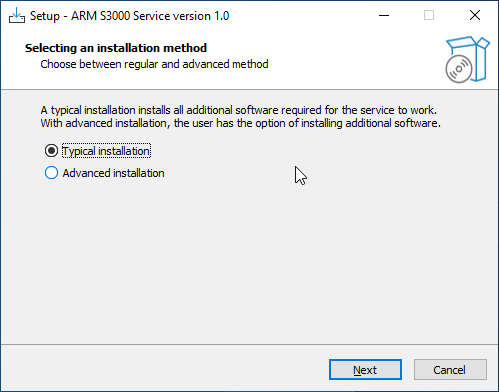 Setup - ARM S3000 Service version 1.0
Selecting an installation method
Choose between regular and advanced method
A typical installation installs all additional software required for the service to work.
With advanced installation, the user has the option of installing additional software.
Typical installation
Advanced installation
Next
Cancel